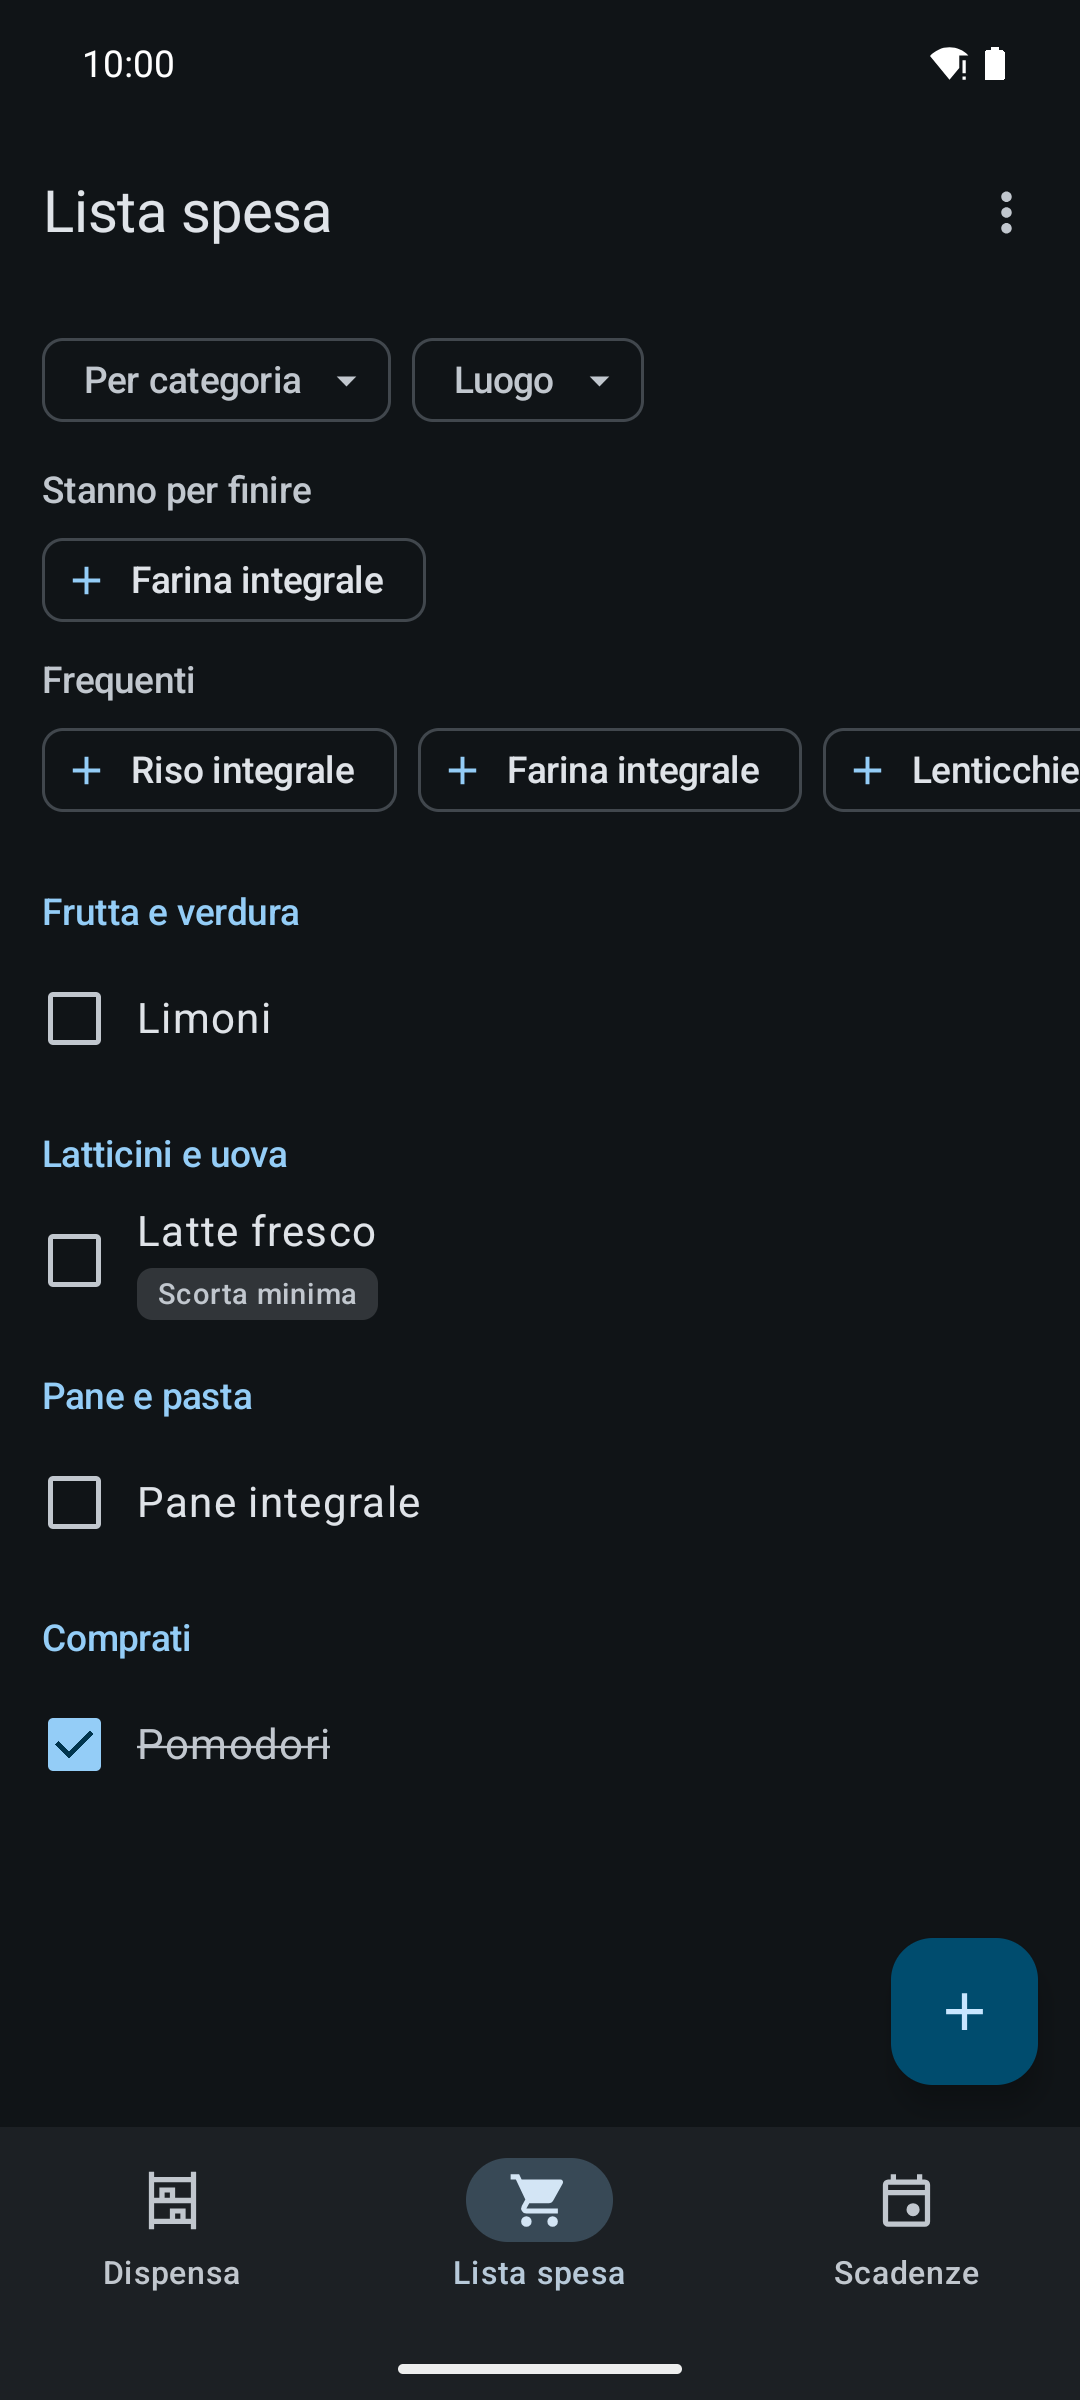 10:00
Lista spesa
Per categoria
Luogo
Stanno per finire
Farina integrale
Frequenti
Riso integrale
Farina integrale
Lenticchie
Frutta e verdura
Limoni
Latticini e uova
Latte fresco
Scorta minima
Pane e pasta
Pane integrale
Comprati
Pomodori
Dispensa
Lista spesa
Scadenze